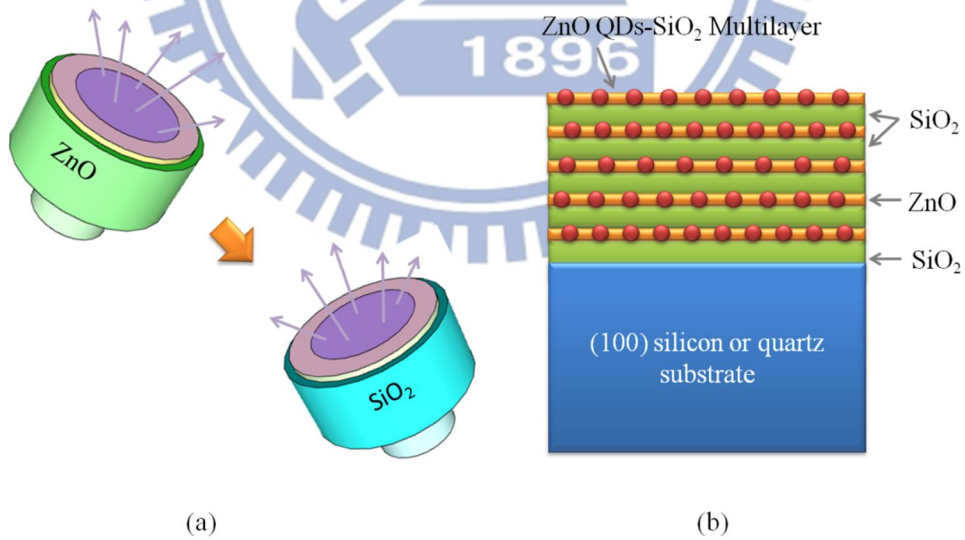 ZnO QDs-SiO₂ Multilayer
1896
SiO₂
ZnO
ZnO
SiO₂
(100) silicon or quartz
substrate
SiO₂
(a)
(b)